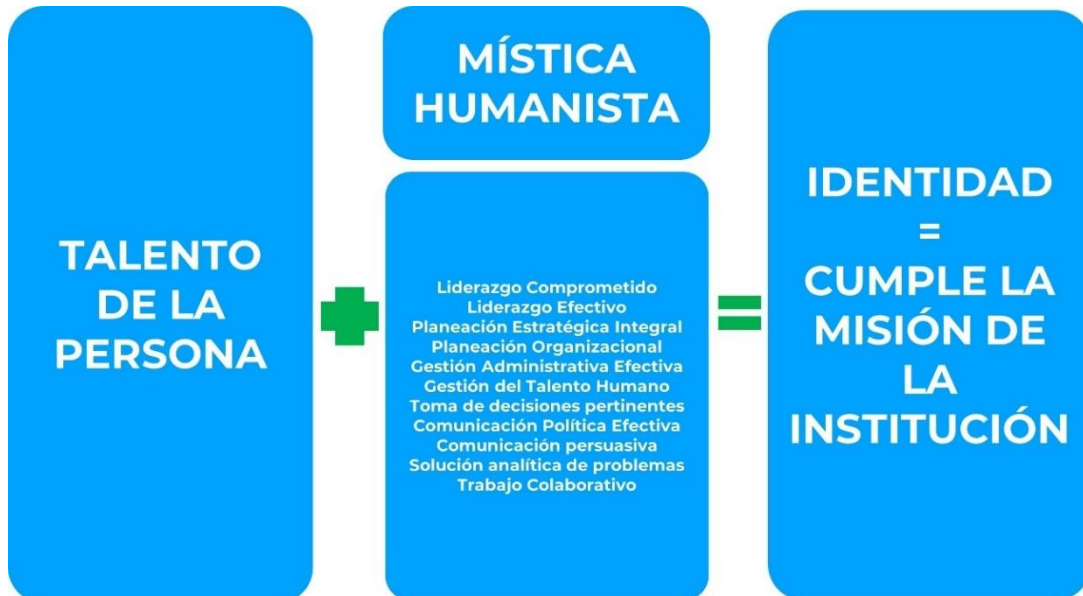 TALENTO
DE LA
PERSONA
MÍSTICA
HUMANISTA
Liderazgo Comprometido
Liderazgo Efectivo
Planeación Estratégica Integral
Planeación Organizacional
Gestión Administrativa Efectiva
Gestión del Talento Humano
Toma de decisiones pertinentes
Comunicación Política Efectiva
Comunicación persuasiva
Solución analítica de problemas
Trabajo Colaborativo
IDENTIDAD
=
CUMPLE LA
MISIÓN DE
LA
INSTITUCIÓN